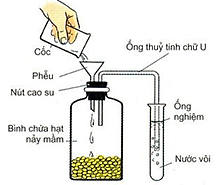 Cốc
Ống thuỷ tinh chữ U
Phễu
Nút cao su
Ống
nghiệm
Bình chứa hạt
nảy mầm
Nước vôi